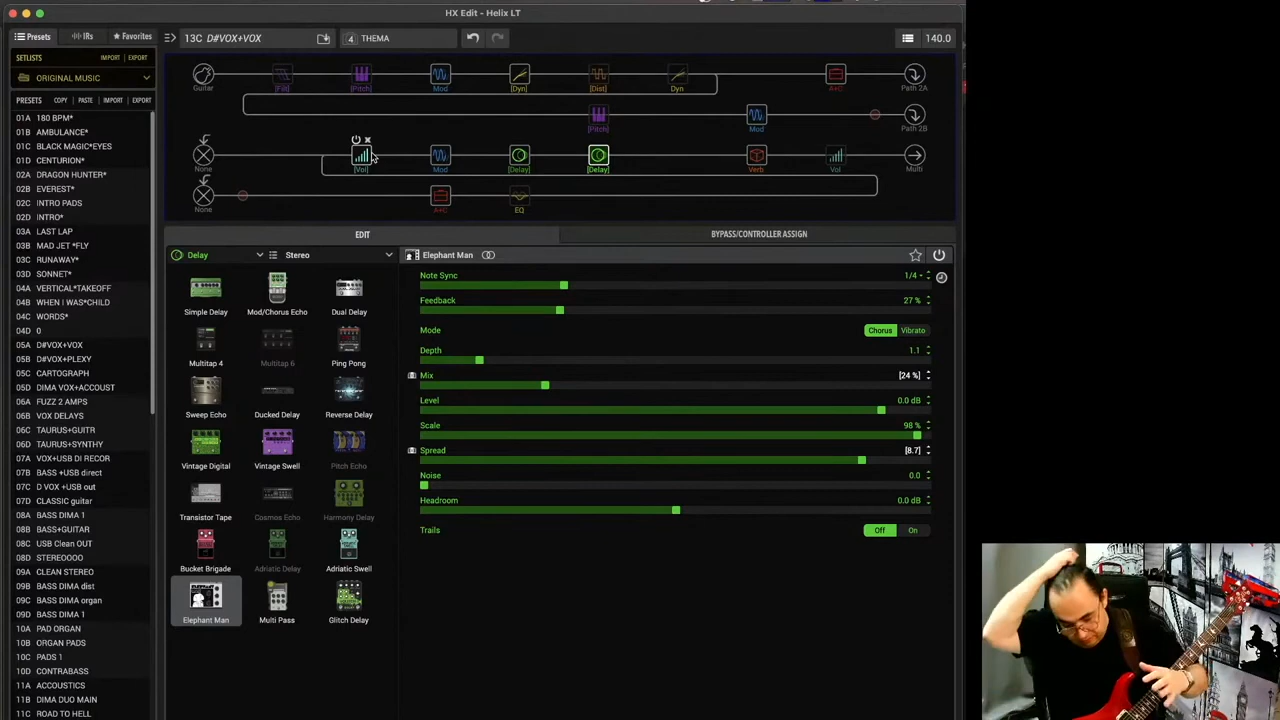 HX Edit - Helix LT
Presets IRs Favorites
13C D#VOX+VOX 4 THEMA 140.0
SETLISTS IMPORT EXPORT
ORIGINAL MUSIC
PRESETS COPY PASTE IMPORT EXPORT
01A 180 BPM*
01B AMBULANCE*
01C BLACK MAGIC*EYES
01D CENTURION*
02A DRAGON HUNTER*
02B EVEREST*
02C INTRO PADS
02D INTRO*
03A LAST LAP
03B MAD JET *FLY
03C RUNAWAY*
03D SONNET*
04A VERTICAL*TAKEOFF
04B WHEN I WAS*CHILD
04C WORDS*
04D 0
05A D#VOX+VOX
05B D#VOX+PLEXY
05C CARTOGRAPH
05D DIMA VOX+ACCOUST
06A FUZZ 2 AMPS
06B VOX DELAYS
06C TAURUS+GUITR
06D TAURUS+SYNTHY
07A VOX+USB DI RECOR
07B BASS +USB direct
07C D VOX+USB out
07D CLASSIC guitar
08A BASS DIMA 1
08B BASS+GUITAR
08C USB Clean OUT
08D STEREOOOO
09A CLEAN STEREO
09B BASS DIMA dist
09C BASS DIMA organ
09D BASS DIMA 1
10A PAD ORGAN
10B ORGAN PADS
10C PADS 1
10D CONTRABASS
11A ACCOUSTICS
11B DIMA DUO MAIN
11C ROAD TO HELL
Guitar [Filt] [Pitch] Mod [Dyn] [Dist] Dyn A+C Path 2A
[Pitch] Mod Path 2B
None [Vol] Mod [Delay] [Delay] Verb Vol Multi
None A+C EQ
EDIT BYPASS/CONTROLLER ASSIGN
Delay Stereo
Simple Delay Mod/Chorus Echo Dual Delay
Multitap 4 Multitap 6 Ping Pong
Sweep Echo Ducked Delay Reverse Delay
Vintage Digital Vintage Swell Pitch Echo
Transistor Tape Cosmos Echo Harmony Delay
Bucket Brigade Adriatic Delay Adriatic Swell
Elephant Man Multi Pass Glitch Delay
Elephant Man
Note Sync 1/4
Feedback 27 %
Mode Chorus Vibrato
Depth 1.1
Mix [24 %]
Level 0.0 dB
Scale 98 %
Spread [8.7]
Noise 0.0
Headroom 0.0 dB
Trails Off On